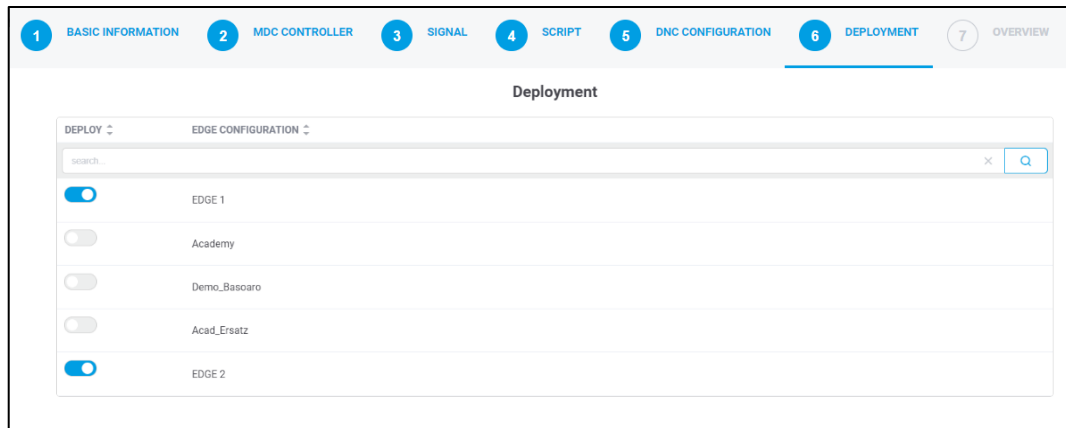 1 BASIC INFORMATION 2 MDC CONTROLLER 3 SIGNAL 4 SCRIPT 5 DNC CONFIGURATION 6 DEPLOYMENT 7 OVERVIEW
Deployment
DEPLOY EDGE CONFIGURATION
search...
EDGE 1
Academy
Demo_Basoaro
Acad_Ersatz
EDGE 2